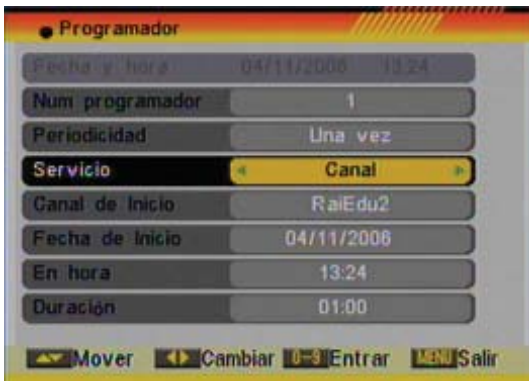 Programador
Fecha y hora 04/11/2006 13:24
Num programador 1
Periodicidad Una vez
Servicio Canal
Canal de Inicio RaiEdu2
Fecha de Inicio 04/11/2006
En hora 13:24
Duración 01:00
Mover Cambiar 0-9 Entrar MENU Salir